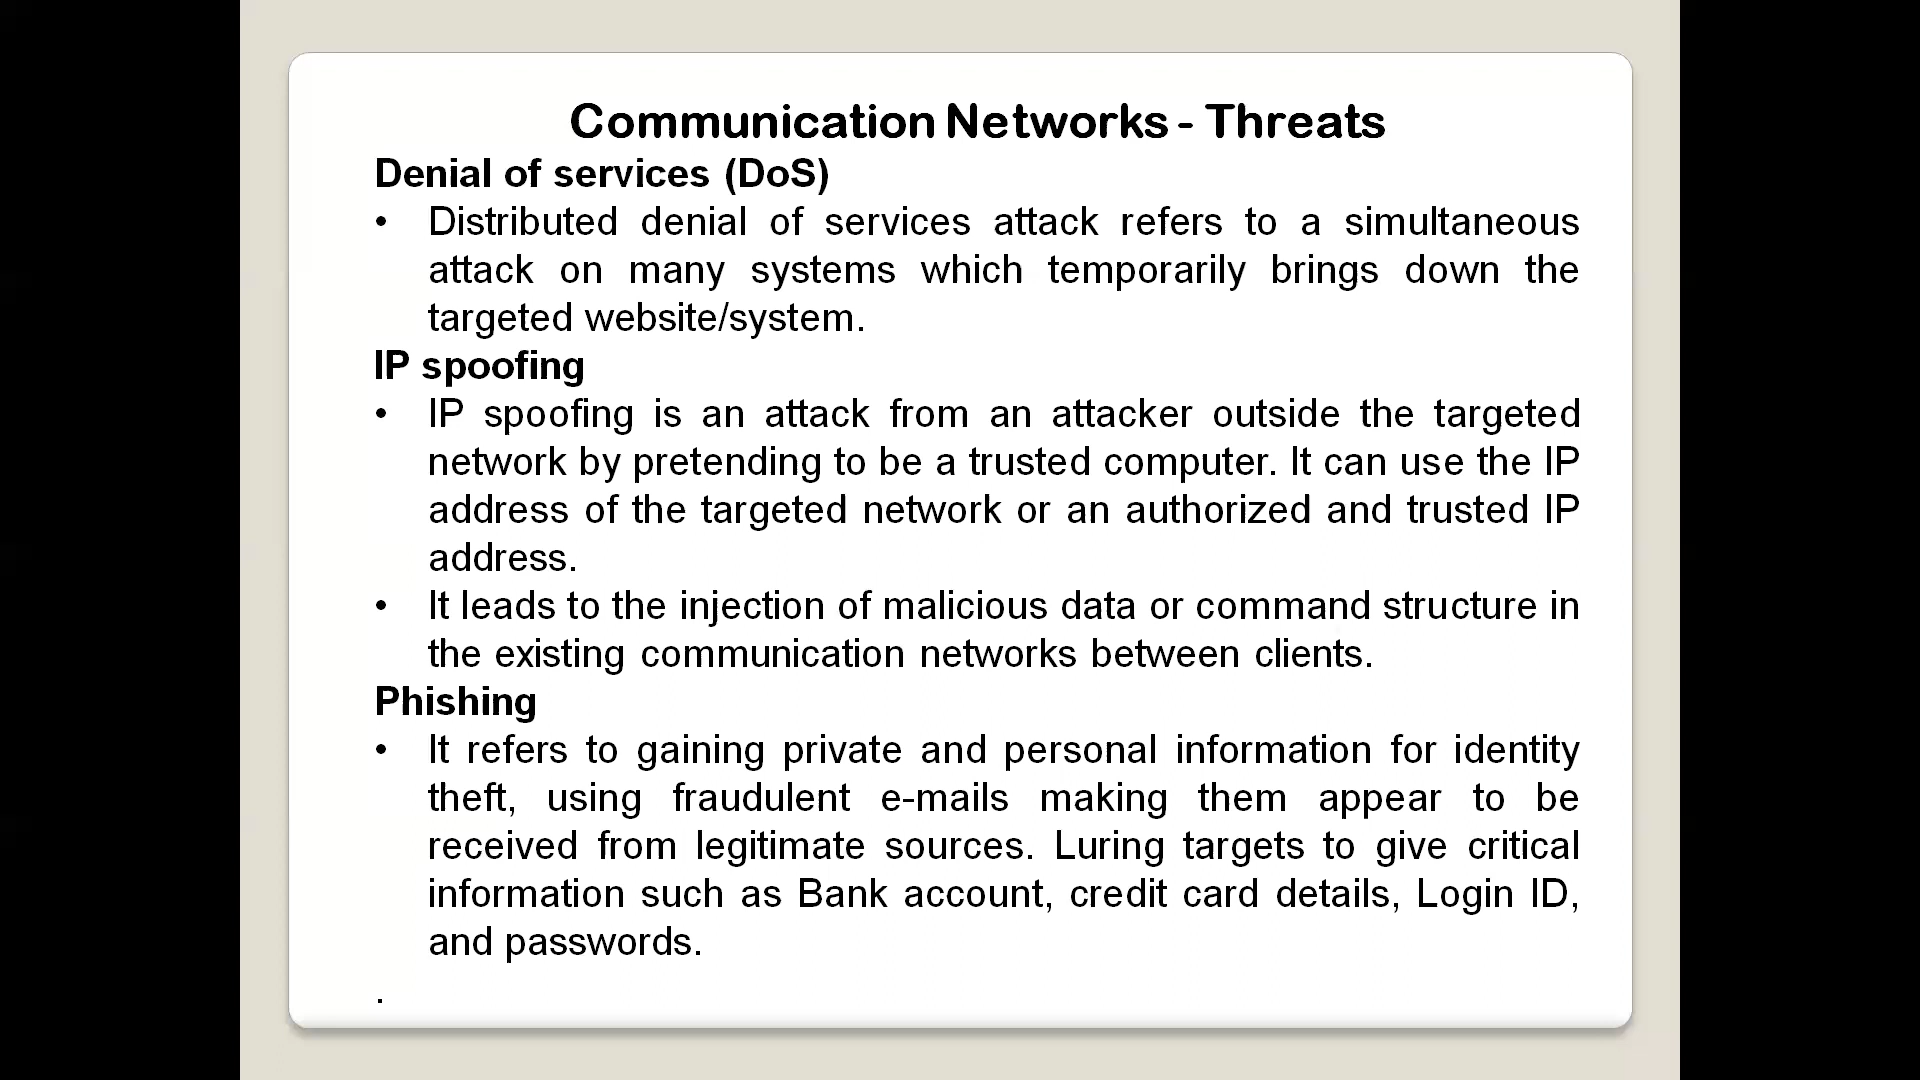 Communication Networks - Threats
Denial of services (DoS)
• Distributed denial of services attack refers to a simultaneous
attack on many systems which temporarily brings down the
targeted website/system.
IP spoofing
• IP spoofing is an attack from an attacker outside the targeted
network by pretending to be a trusted computer. It can use the IP
address of the targeted network or an authorized and trusted IP
address.
• It leads to the injection of malicious data or command structure in
the existing communication networks between clients.
Phishing
• It refers to gaining private and personal information for identity
theft, using fraudulent e-mails making them appear to be
received from legitimate sources. Luring targets to give critical
information such as Bank account, credit card details, Login ID,
and passwords.
.